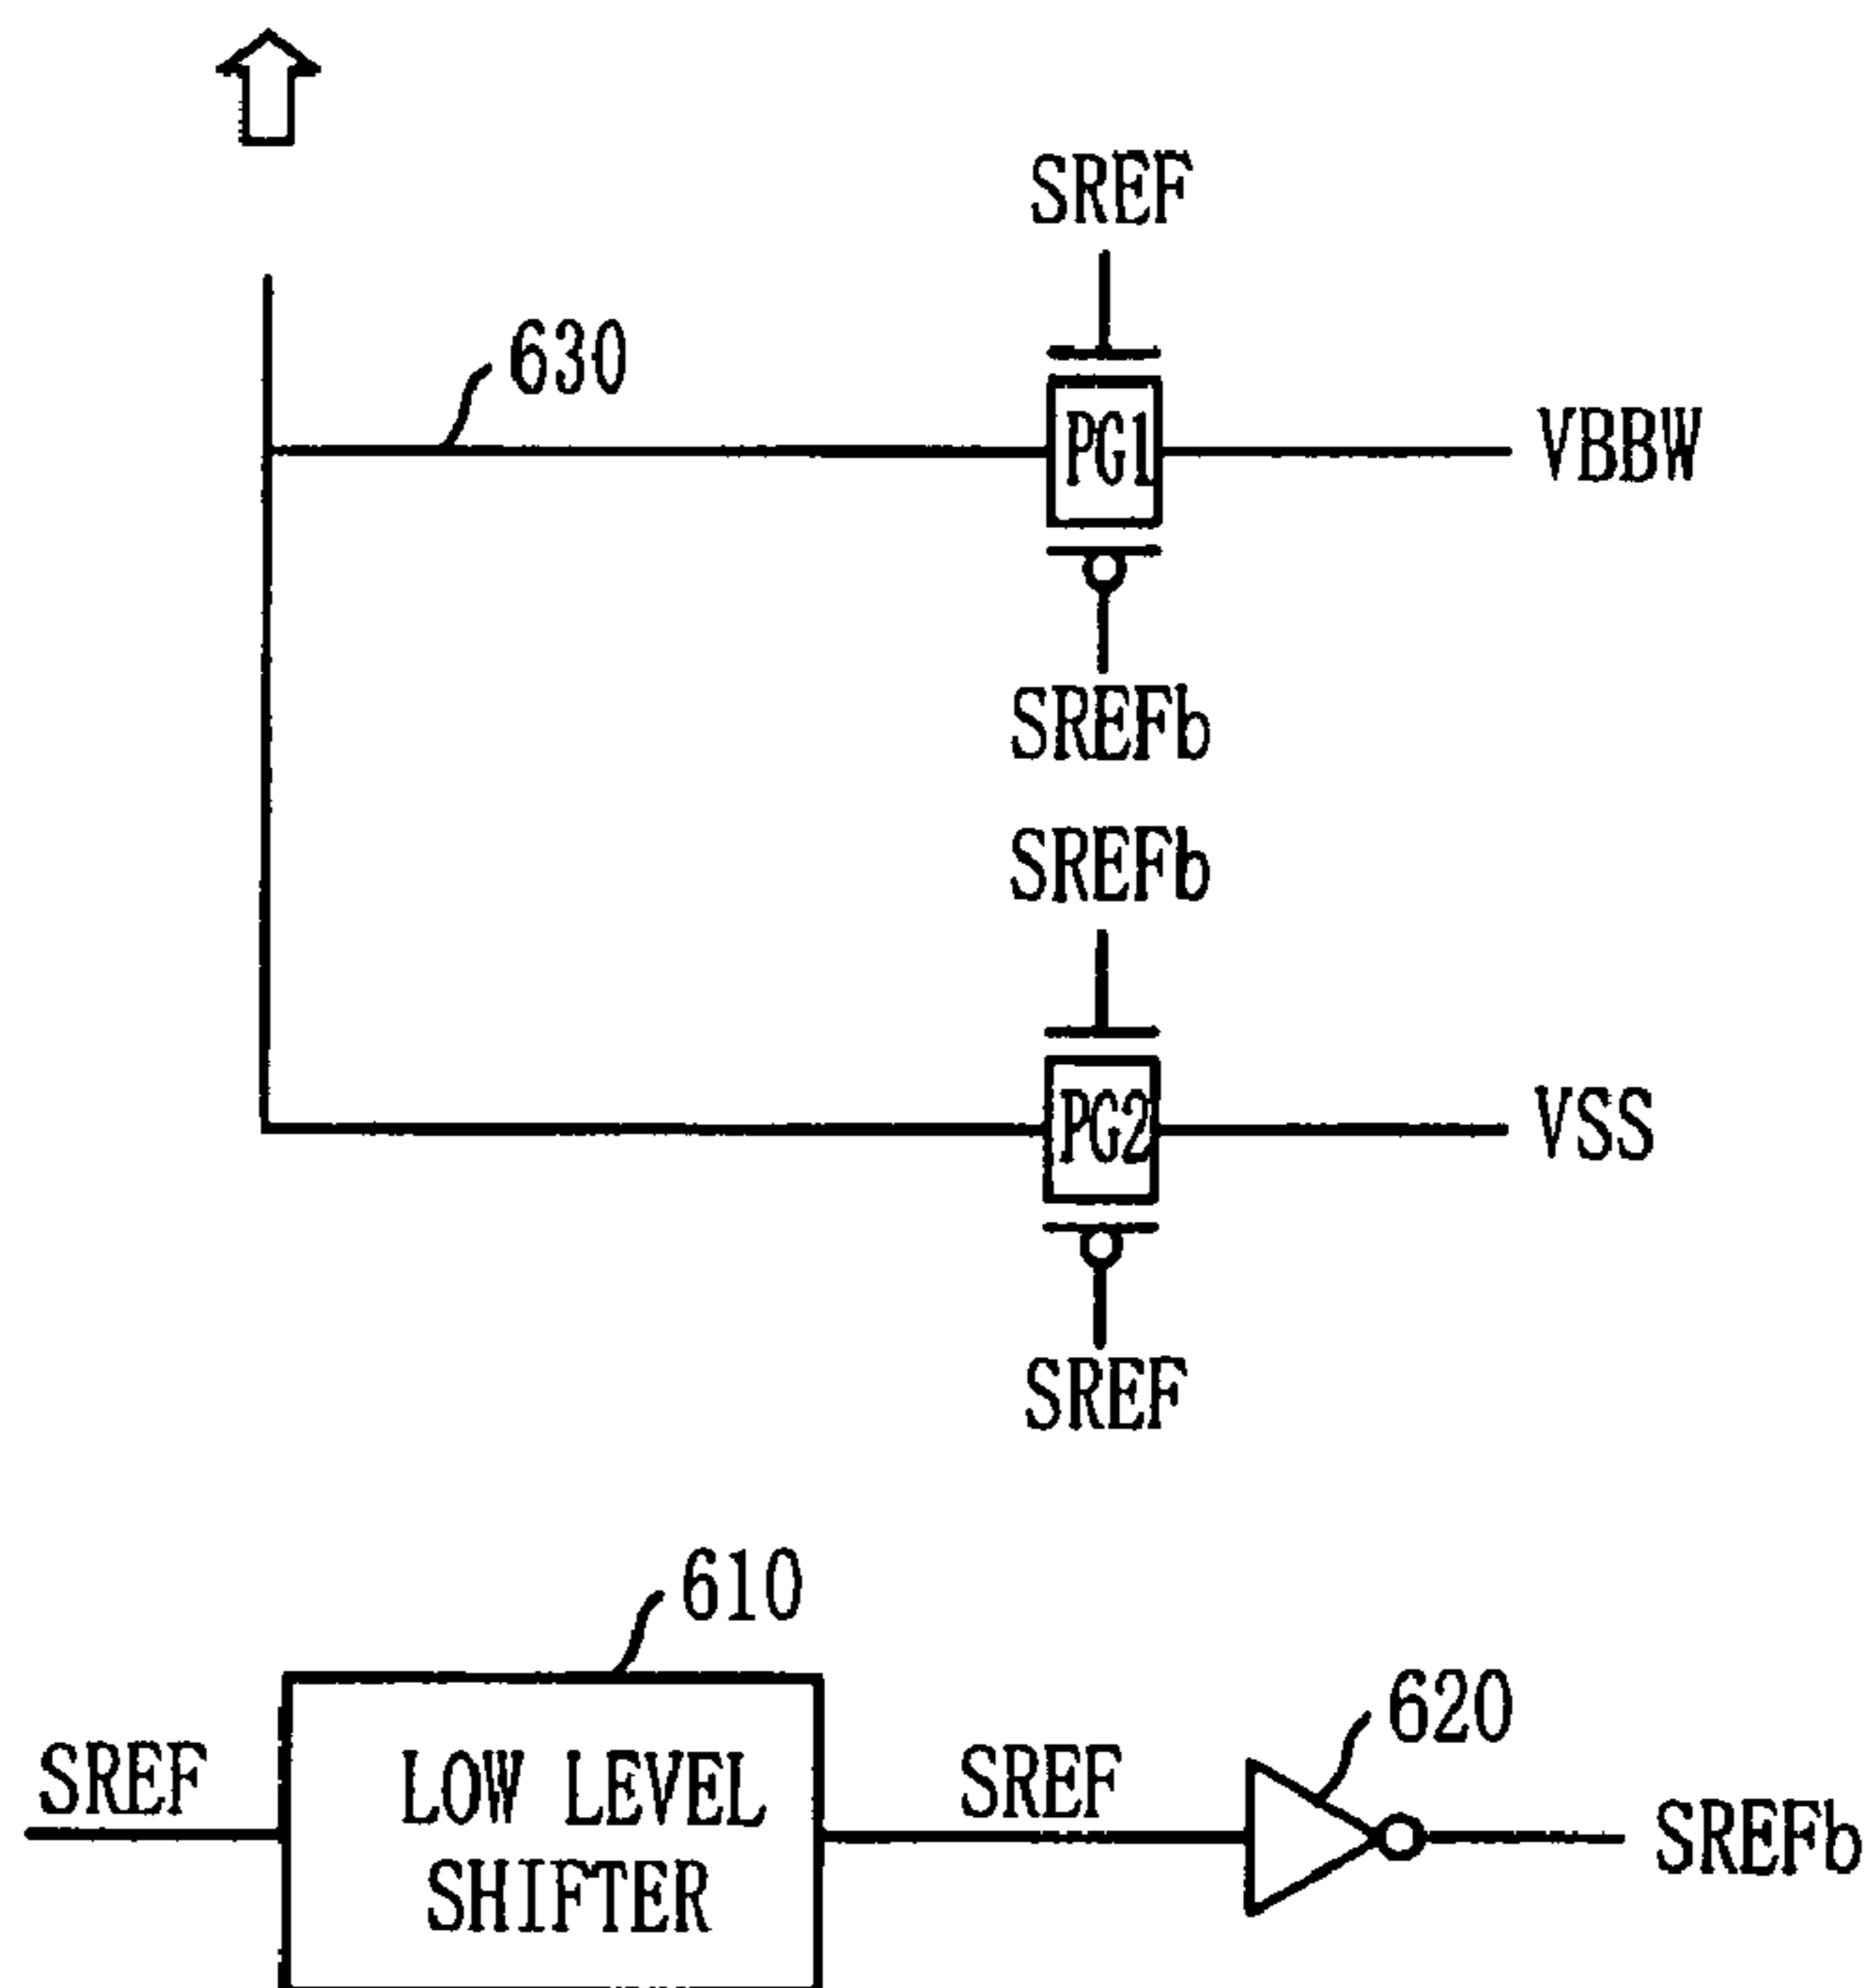 SREF
630
PG1
VBBW
SREFb
SREFb
PG2
VSS
SREF
610
620
SREF
LOW LEVEL
SHIFTER
SREF
SREFb